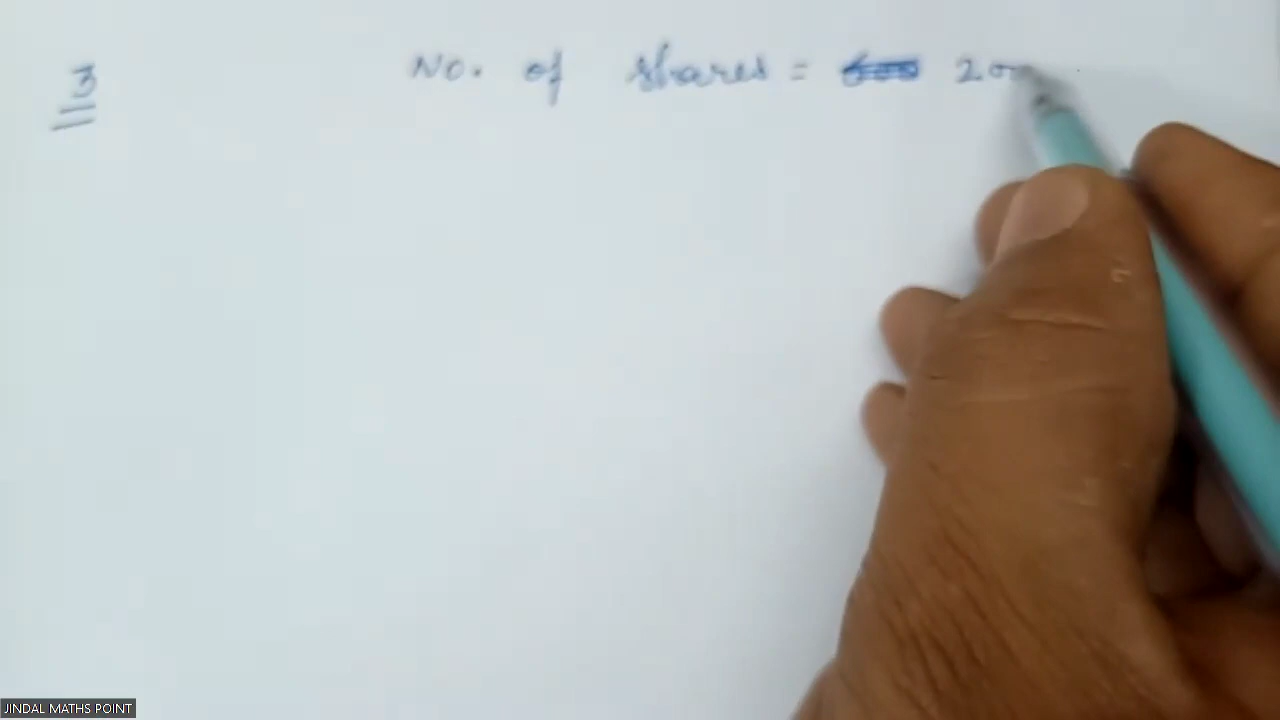 3 No. of shares = 200
JINDAL MATHS POINT